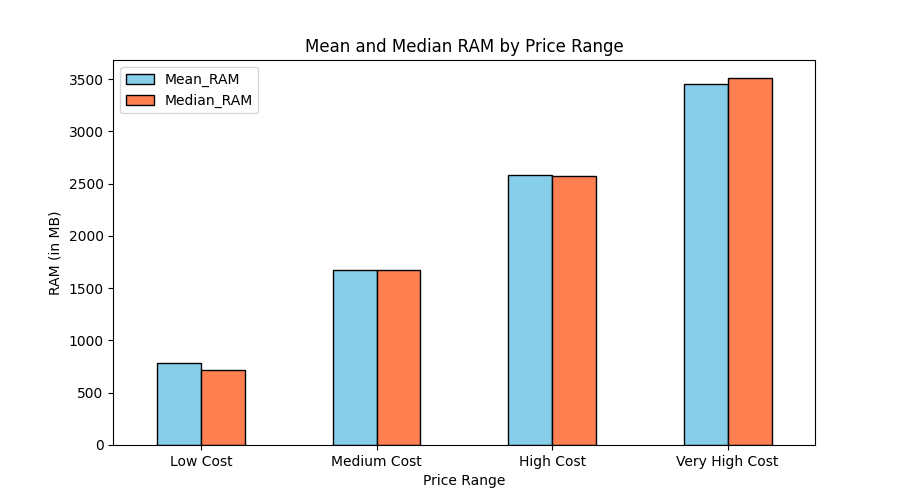 Mean and Median RAM by Price Range
Mean_RAM
Median_RAM
RAM (in MB)
3500
3000
2500
2000
1500
1000
500
0
Low Cost
Medium Cost
High Cost
Very High Cost
Price Range